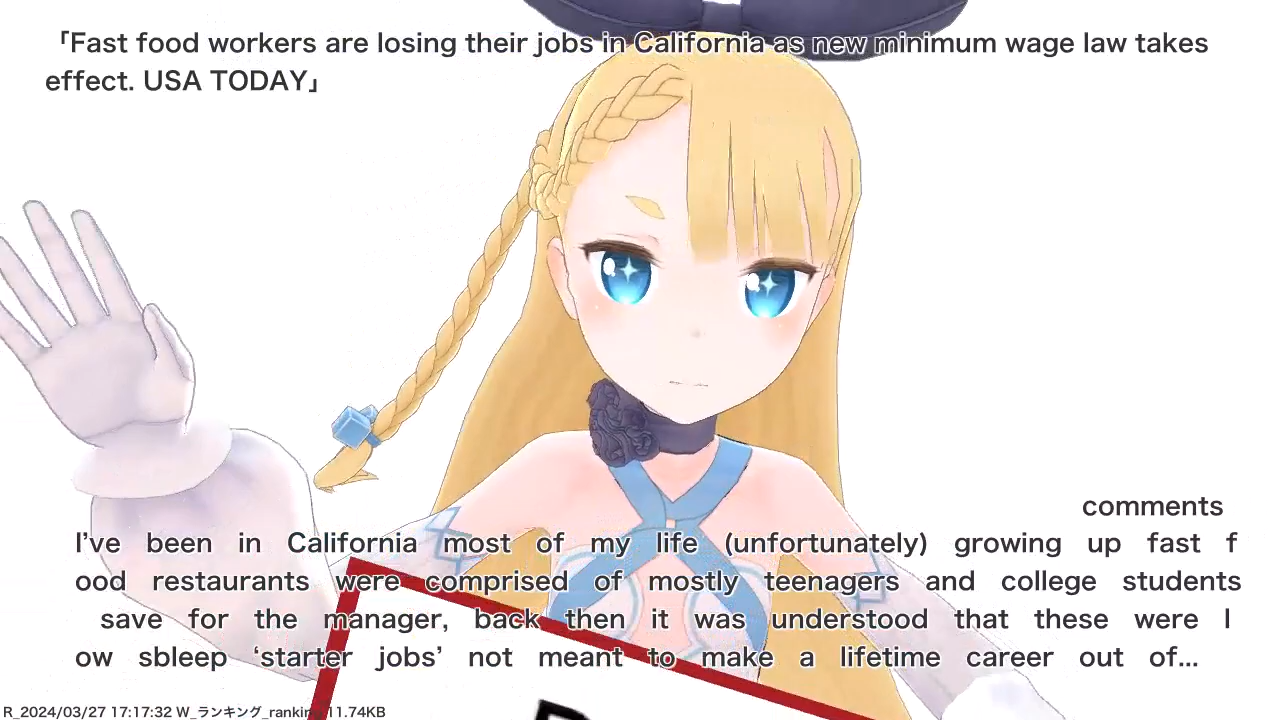 「Fast food workers are losing their jobs in California as new minimum wage law takes
effect. USA TODAY」
comments
I've been in California most of my life (unfortunately) growing up fast f
ood restaurants were comprised of mostly teenagers and college students
save for the manager, back then it was understood that these were l
ow sbleep ‘starter jobs’ not meant to make a lifetime career out of...
R_2024/03/27 17:17:32 W_ランキング_ranking 11.74KB